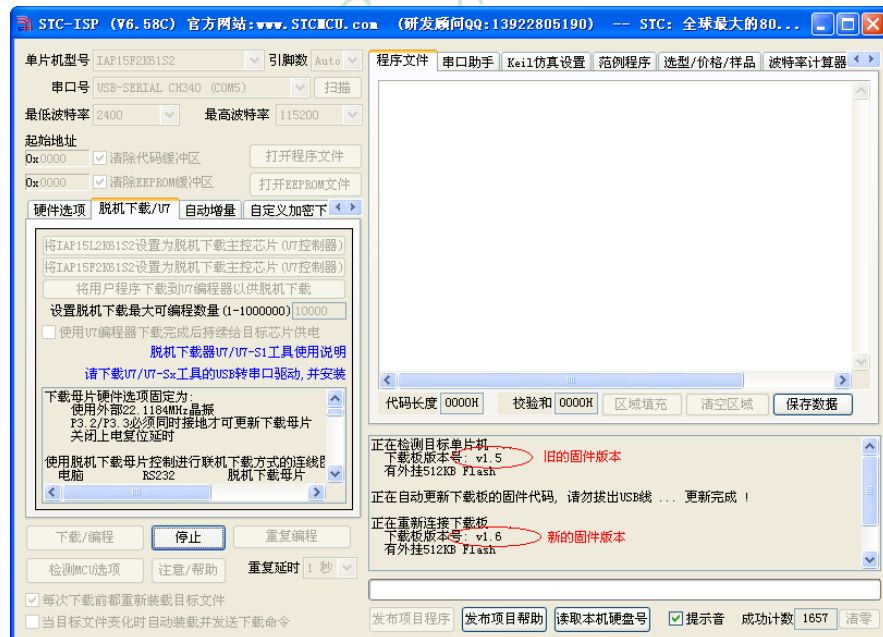 STC-ISP (V6.58C) 官方网站:www.STCMCU.com (研发顾问QQ:13922805190) -- STC: 全球最大的80...
单片机型号 IAP15F2K61S2 引脚数 Auto
串口号 USB-SERIAL CH340 (COM5) 扫描
最低波特率 2400 最高波特率 115200
起始地址
0x0000 清除代码缓冲区 打开程序文件
0x0000 清除EEPROM缓冲区 打开EEPROM文件
硬件选项 脱机下载/U7 自动增量 自定义加密下
将IAP15L2K61S2设置为脱机下载主控芯片(U7控制器)
将IAP15F2K61S2设置为脱机下载主控芯片(U7控制器)
将用户程序下载到U7编程器以供脱机下载
设置脱机下载最大可编程数量(1-1000000) 10000
使用U7编程器下载完成后持续给目标芯片供电
脱机下载器U7/U7-S1工具使用说明
请下载U7/U7-Sx工具的USB转串口驱动,并安装
下载母片硬件选项固定为:
使用外部22.1184MHz晶振
P3.2/P3.3必须同时接地才可更新下载母片
关闭上电复位延时
使用脱机下载母片控制进行联机下载方式的连线
电脑 RS232 脱机下载母片
下载/编程 停止 重复编程
检测MCU选项 注意/帮助 重复延时 1 秒
每次下载前都重新装载目标文件
当目标文件变化时自动装载并发送下载命令
程序文件 串口助手 Keil仿真设置 范例程序 选型/价格/样品 波特率计算器
代码长度 0000H 校验和 0000H 区域填充 清空区域 保存数据
正在检测目标单片机 ...
下载板版本号: v1.5 旧的固件版本
有外挂512KB Flash
正在自动更新下载板的固件代码, 请勿拔出USB线 ... 更新完成 !
正在重新连接下载板 ...
下载板版本号: v1.6 新的固件版本
有外挂512KB Flash
发布项目程序 发布项目帮助 读取本机硬盘号 提示音 成功计数 1657 清零